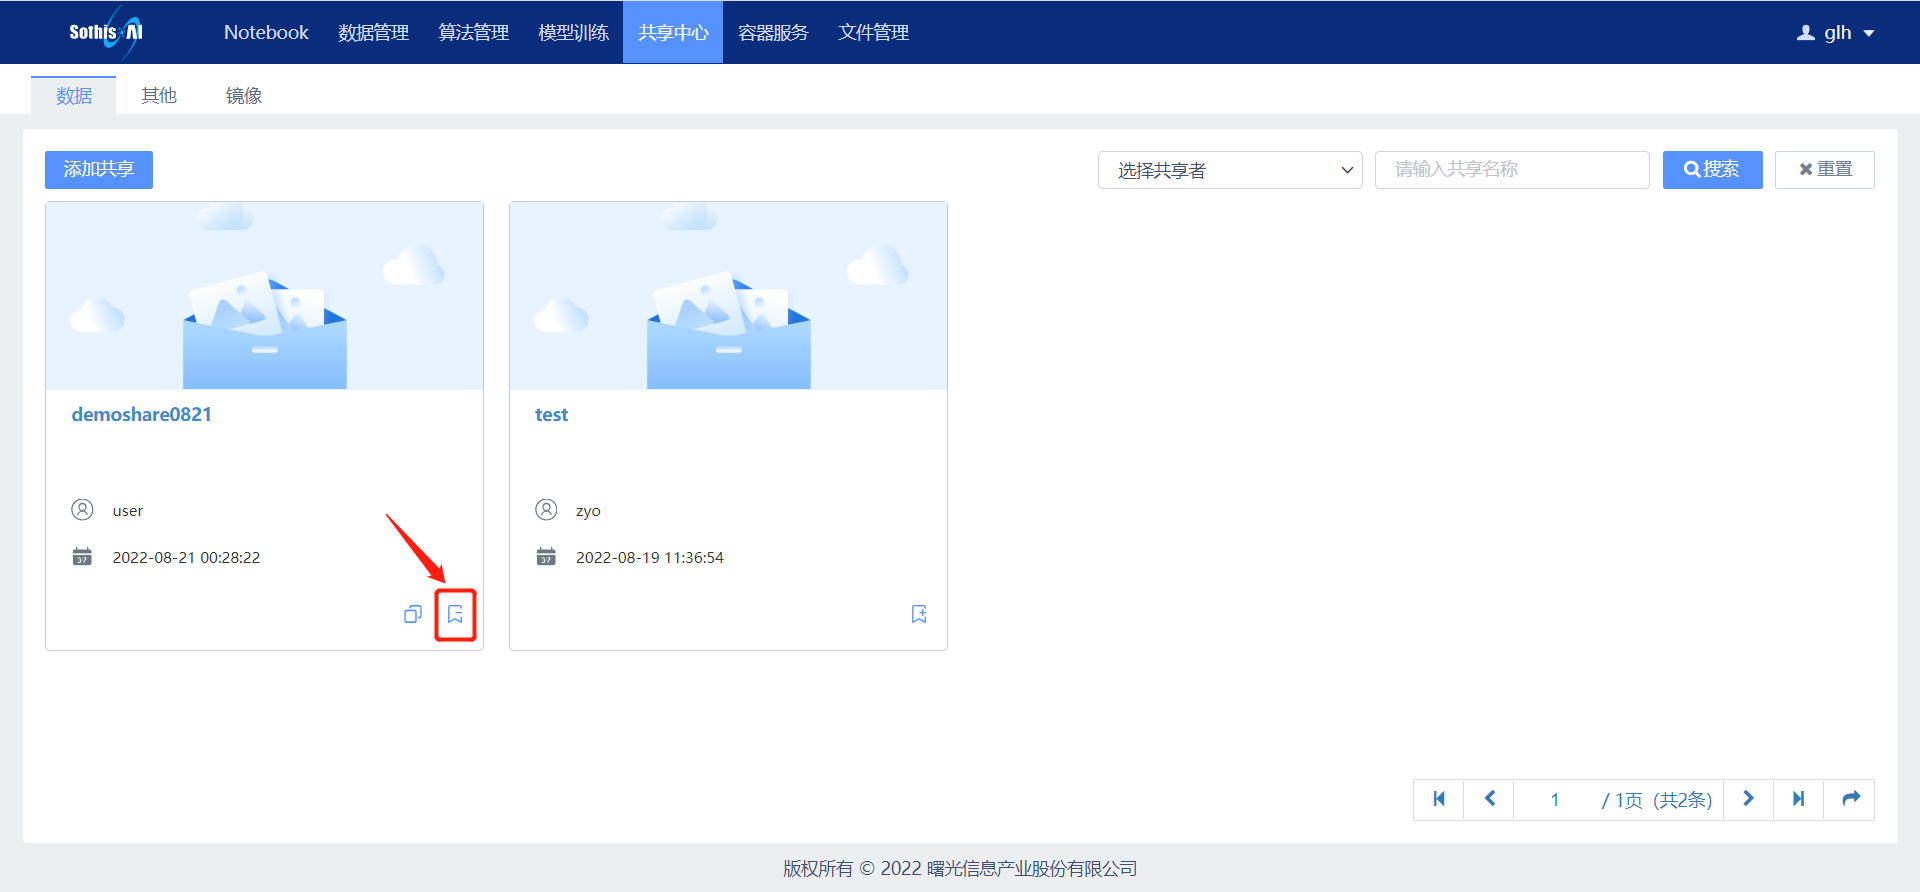 Sothis AI
Notebook 数据管理 算法管理 模型训练 共享中心 容器服务 文件管理 glh
数据 其他 镜像
添加共享 选择共享者 请输入共享名称 搜索 重置
demoshare0821
user
2022-08-21 00:28:22
test
zyo
2022-08-19 11:36:54
1 / 1页 (共2条)
版权所有 © 2022 曙光信息产业股份有限公司